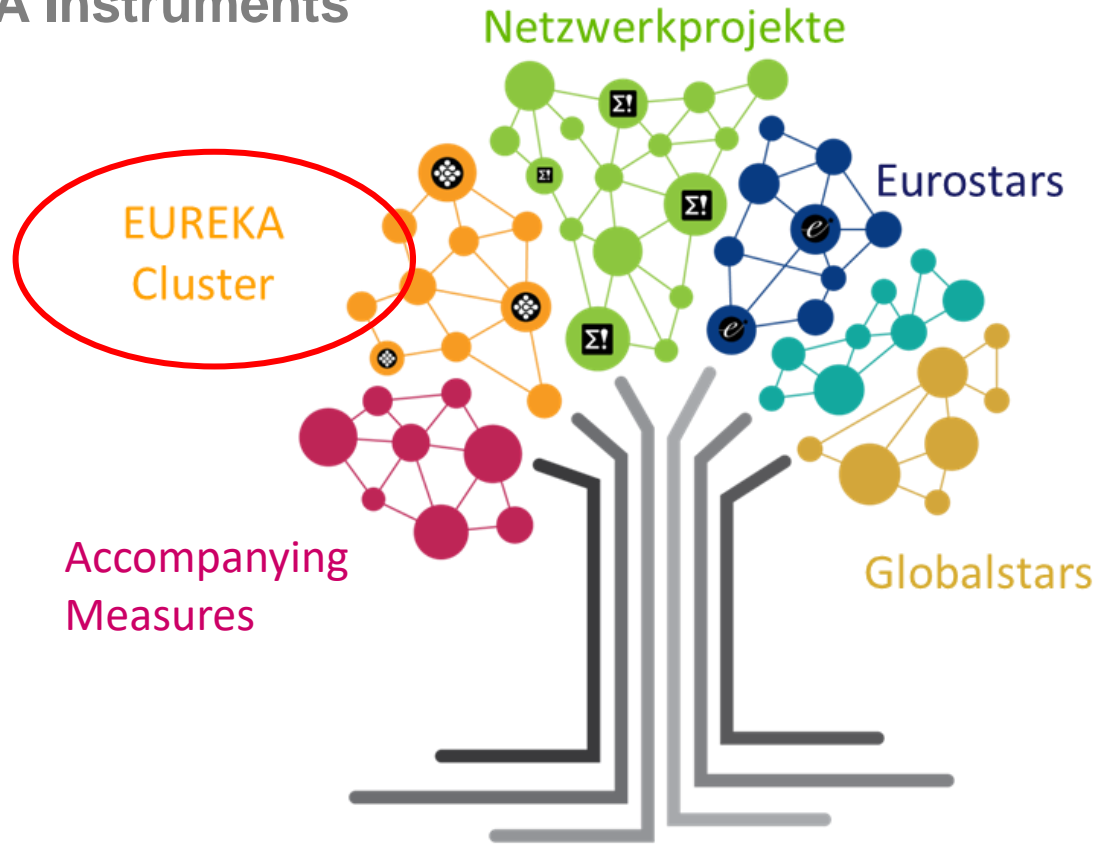 A Instruments
Netzwerkprojekte
Σ!
Σ!
Eurostars
Σ!
EUREKA
Cluster
e
Σ!
e
Accompanying
Measures
Globalstars